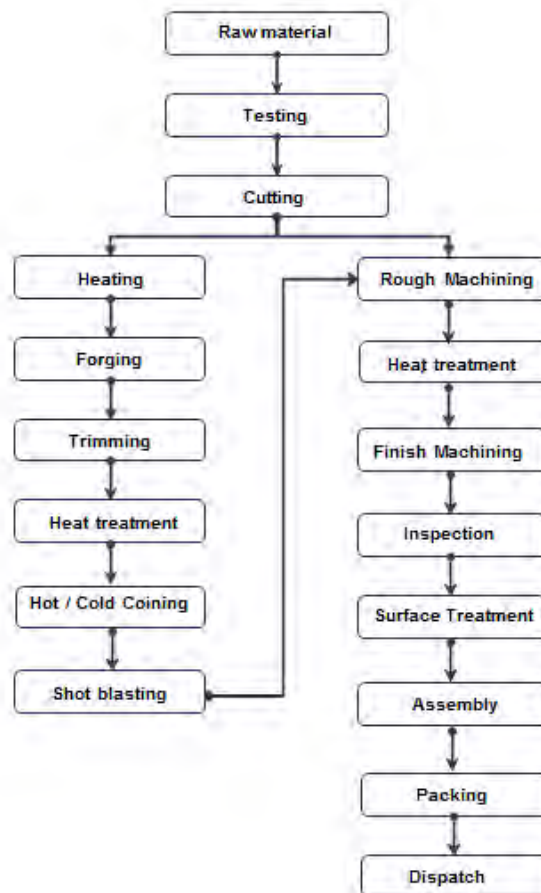 Raw material
Testing
Cutting
Heating
Forging
Trimming
Heat treatment
Hot / Cold Coining
Shot blasting
Rough Machining
Heat treatment
Finish Machining
Inspection
Surface Treatment
Assembly
Packing
Dispatch